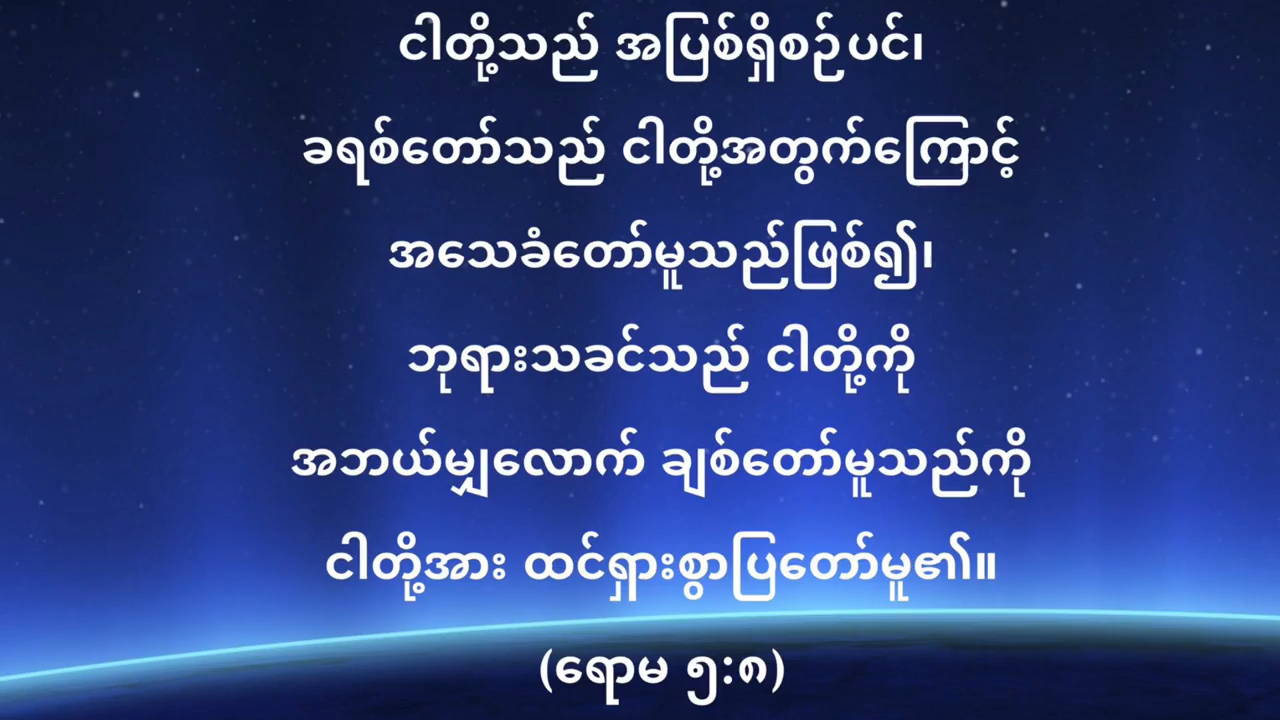 ငါတို့သည် အပြစ်ရှိစဉ်ပင်၊
ခရစ်တော်သည် ငါတို့အတွက်ကြောင့်
အသေခံတော်မူသည်ဖြစ်၍၊
ဘုရားသခင်သည် ငါတို့ကို
အဘယ်မျှလောက် ချစ်တော်မူသည်ကို
ငါတို့အား ထင်ရှားစွာပြတော်မူ၏။
(ရောမ ၅:၈)